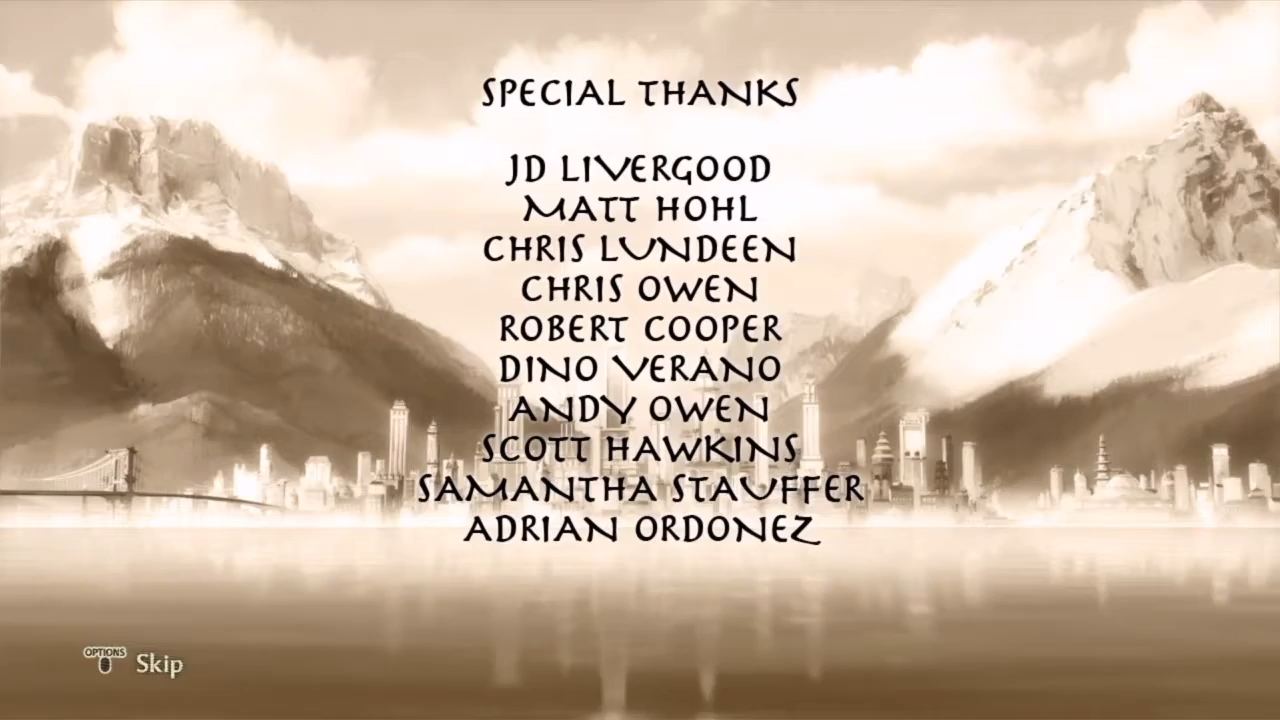 SPECIAL THANKS
JD LIVERGOOD
MATT HOHL
CHRIS LUNDEEN
CHRIS OWEN
ROBERT COOPER
DINO VERANO
ANDY OWEN
SCOTT HAWKINS
SAMANTHA STAUFFER
ADRIAN ORDONEZ
OPTIONS
Skip